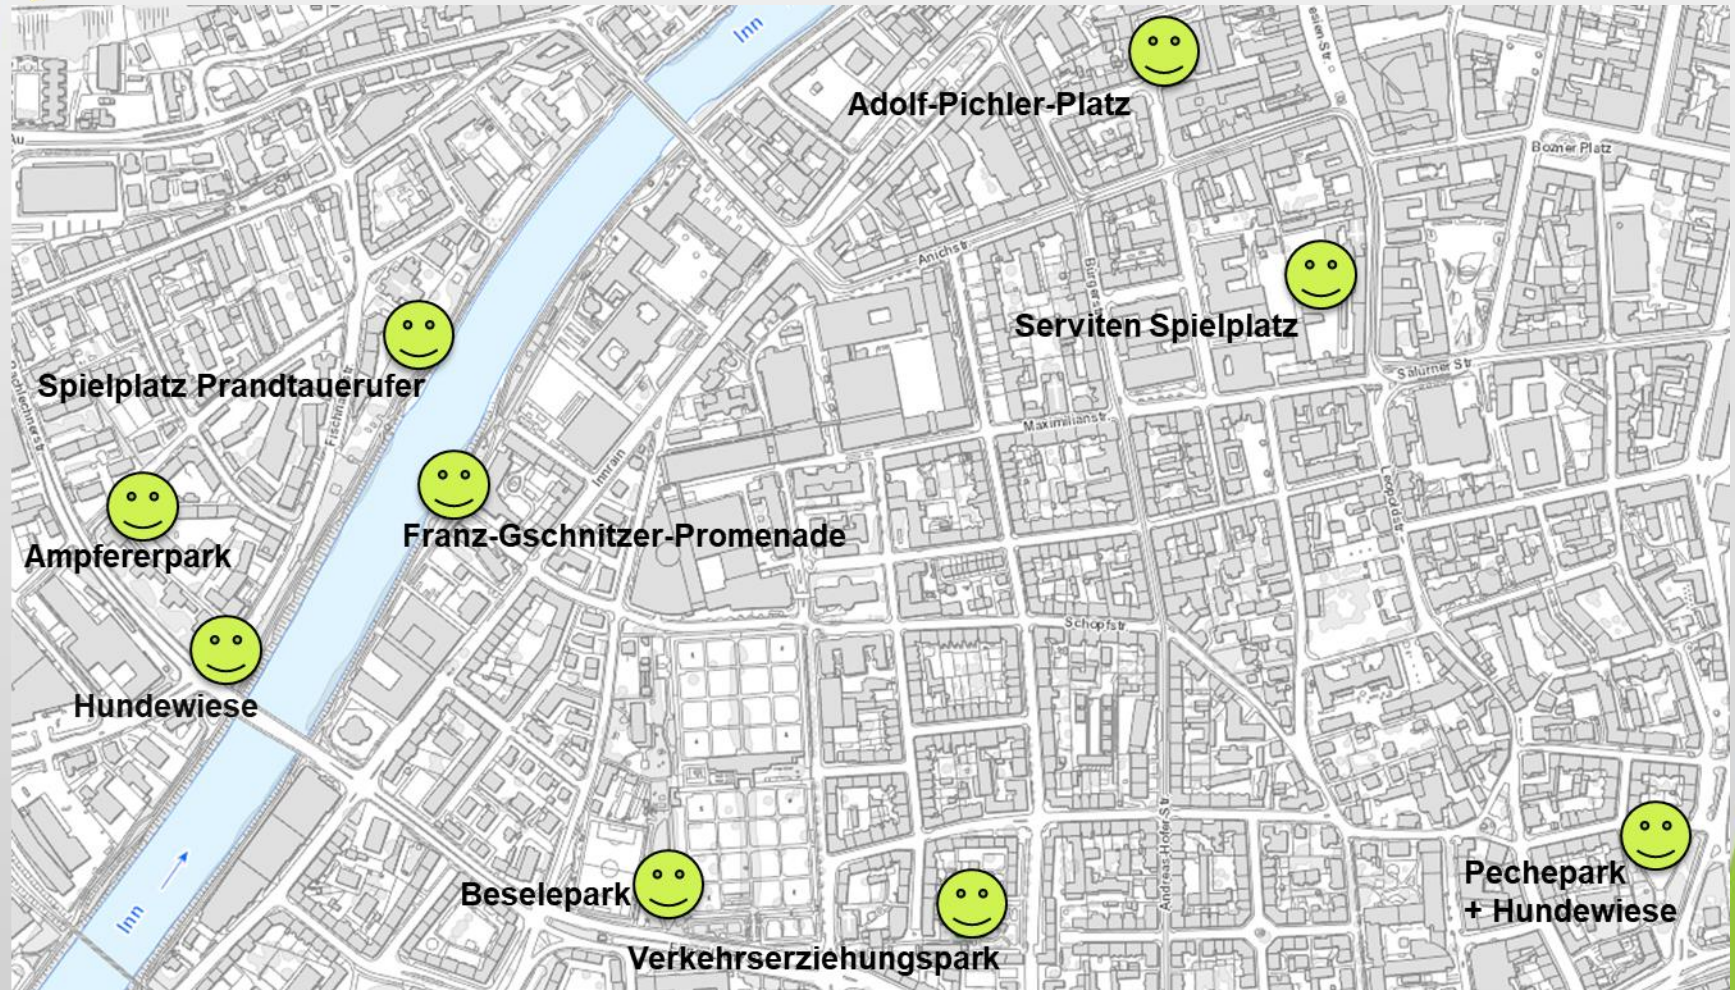 Inn
Adolf-Pichler-Platz
Bozner Platz
Anichstr.
Serviten Spielplatz
Salurner Str.
Spielplatz Prandtauerufer
Maximilianstr.
Innrain
Leopoldstr.
Ampfererpark
Franz-Gschnitzer-Promenade
Schopfstr.
Hundewiese
Andreas-Hofer-Str.
Beselepark
Pechepark
+ Hundewiese
Inn
Verkehrserziehungspark